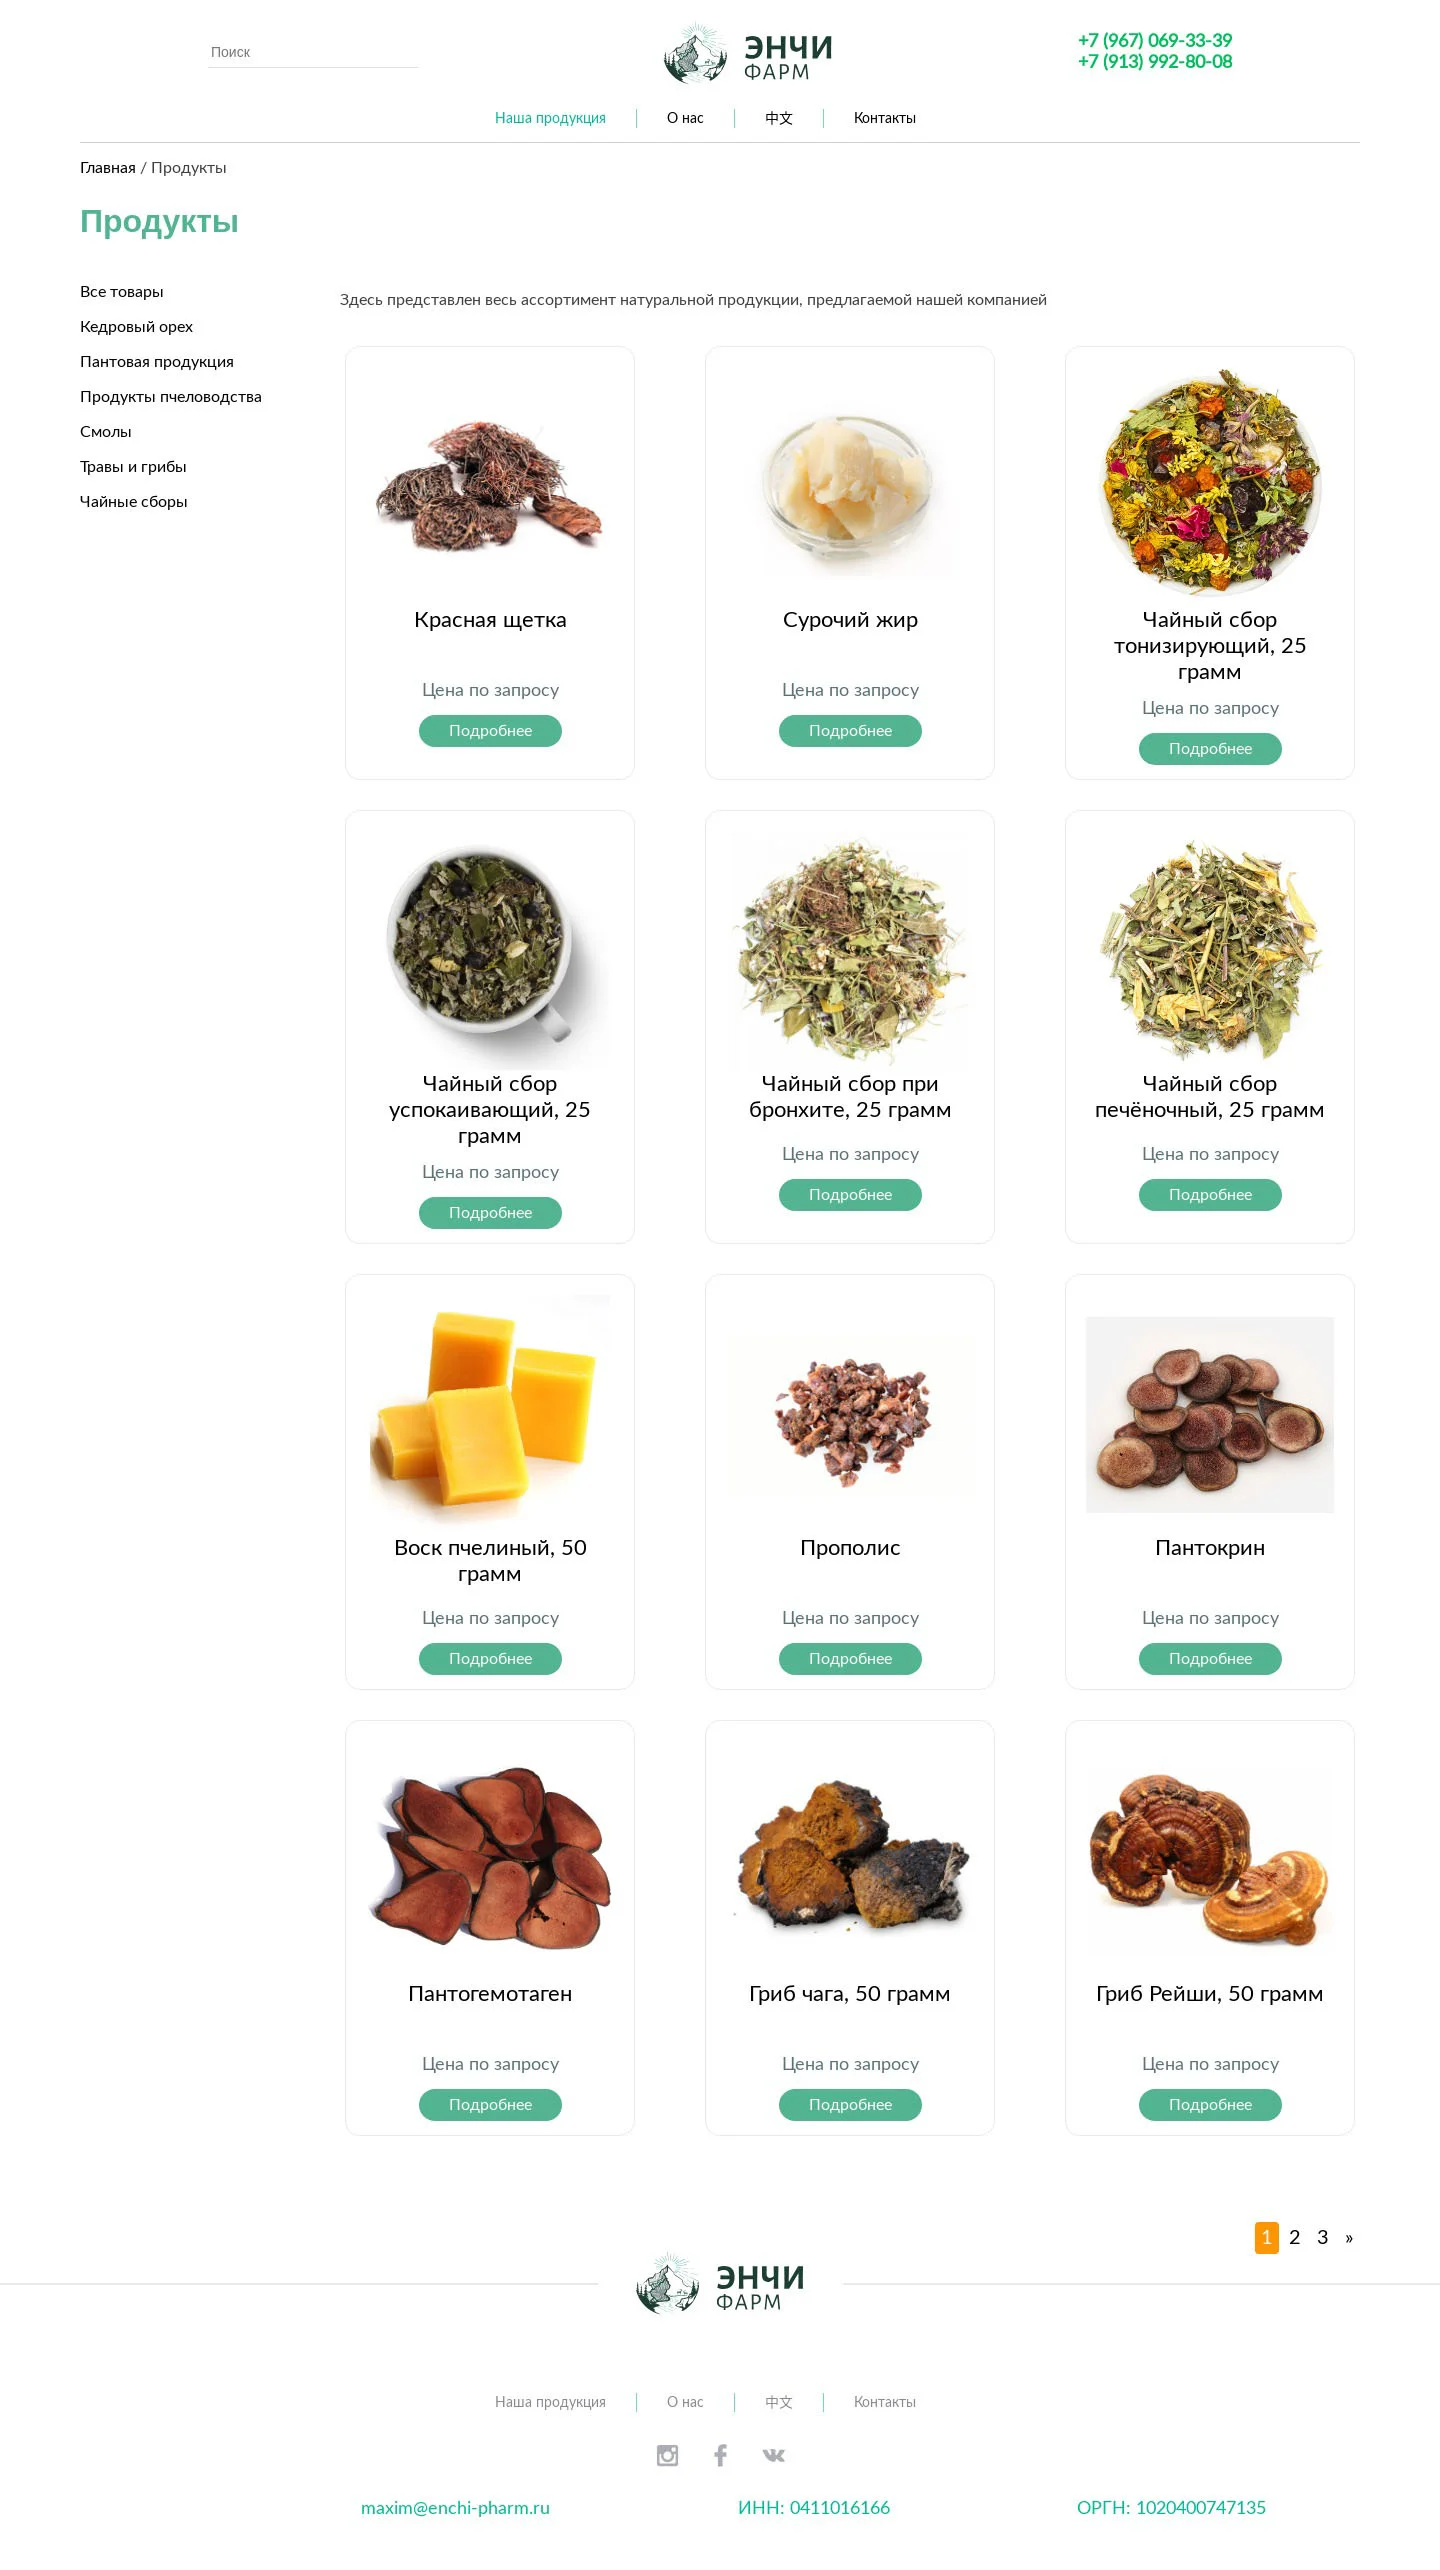 Поиск
ЭНЧИ
ФАРМ
+7 (967) 069-33-39
+7 (913) 992-80-08
Наша продукция
О нас
中文
Контакты
Главная / Продукты
Продукты
Все товары
Кедровый орех
Пантовая продукция
Продукты пчеловодства
Смолы
Травы и грибы
Чайные сборы
Здесь представлен весь ассортимент натуральной продукции, предлагаемой нашей компанией
Красная щетка
Цена по запросу
Подробнее
Сурочий жир
Цена по запросу
Подробнее
Чайный сбор
тонизирующий, 25
грамм
Цена по запросу
Подробнее
Чайный сбор
успокаивающий, 25
грамм
Цена по запросу
Подробнее
Чайный сбор при
бронхите, 25 грамм
Цена по запросу
Подробнее
Чайный сбор
печёночный, 25 грамм
Цена по запросу
Подробнее
Воск пчелиный, 50
грамм
Цена по запросу
Подробнее
Прополис
Цена по запросу
Подробнее
Пантокрин
Цена по запросу
Подробнее
Пантогемотаген
Цена по запросу
Подробнее
Гриб чага, 50 грамм
Цена по запросу
Подробнее
Гриб Рейши, 50 грамм
Цена по запросу
Подробнее
1 2 3 »
ЭНЧИ
ФАРМ
Наша продукция
О нас
中文
Контакты
maxim@enchi-pharm.ru
ИНН: 0411016166
ОРГН: 1020400747135